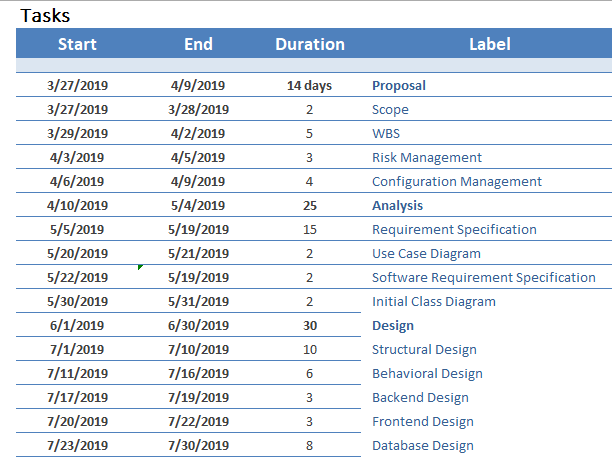 Tasks
Start End Duration Label
3/27/2019 4/9/2019 14 days Proposal
3/27/2019 3/28/2019 2 Scope
3/29/2019 4/2/2019 5 WBS
4/3/2019 4/5/2019 3 Risk Management
4/6/2019 4/9/2019 4 Configuration Management
4/10/2019 5/4/2019 25 Analysis
5/5/2019 5/19/2019 15 Requirement Specification
5/20/2019 5/21/2019 2 Use Case Diagram
5/22/2019 5/19/2019 2 Software Requirement Specification
5/30/2019 5/31/2019 2 Initial Class Diagram
6/1/2019 6/30/2019 30 Design
7/1/2019 7/10/2019 10 Structural Design
7/11/2019 7/16/2019 6 Behavioral Design
7/17/2019 7/19/2019 3 Backend Design
7/20/2019 7/22/2019 3 Frontend Design
7/23/2019 7/30/2019 8 Database Design